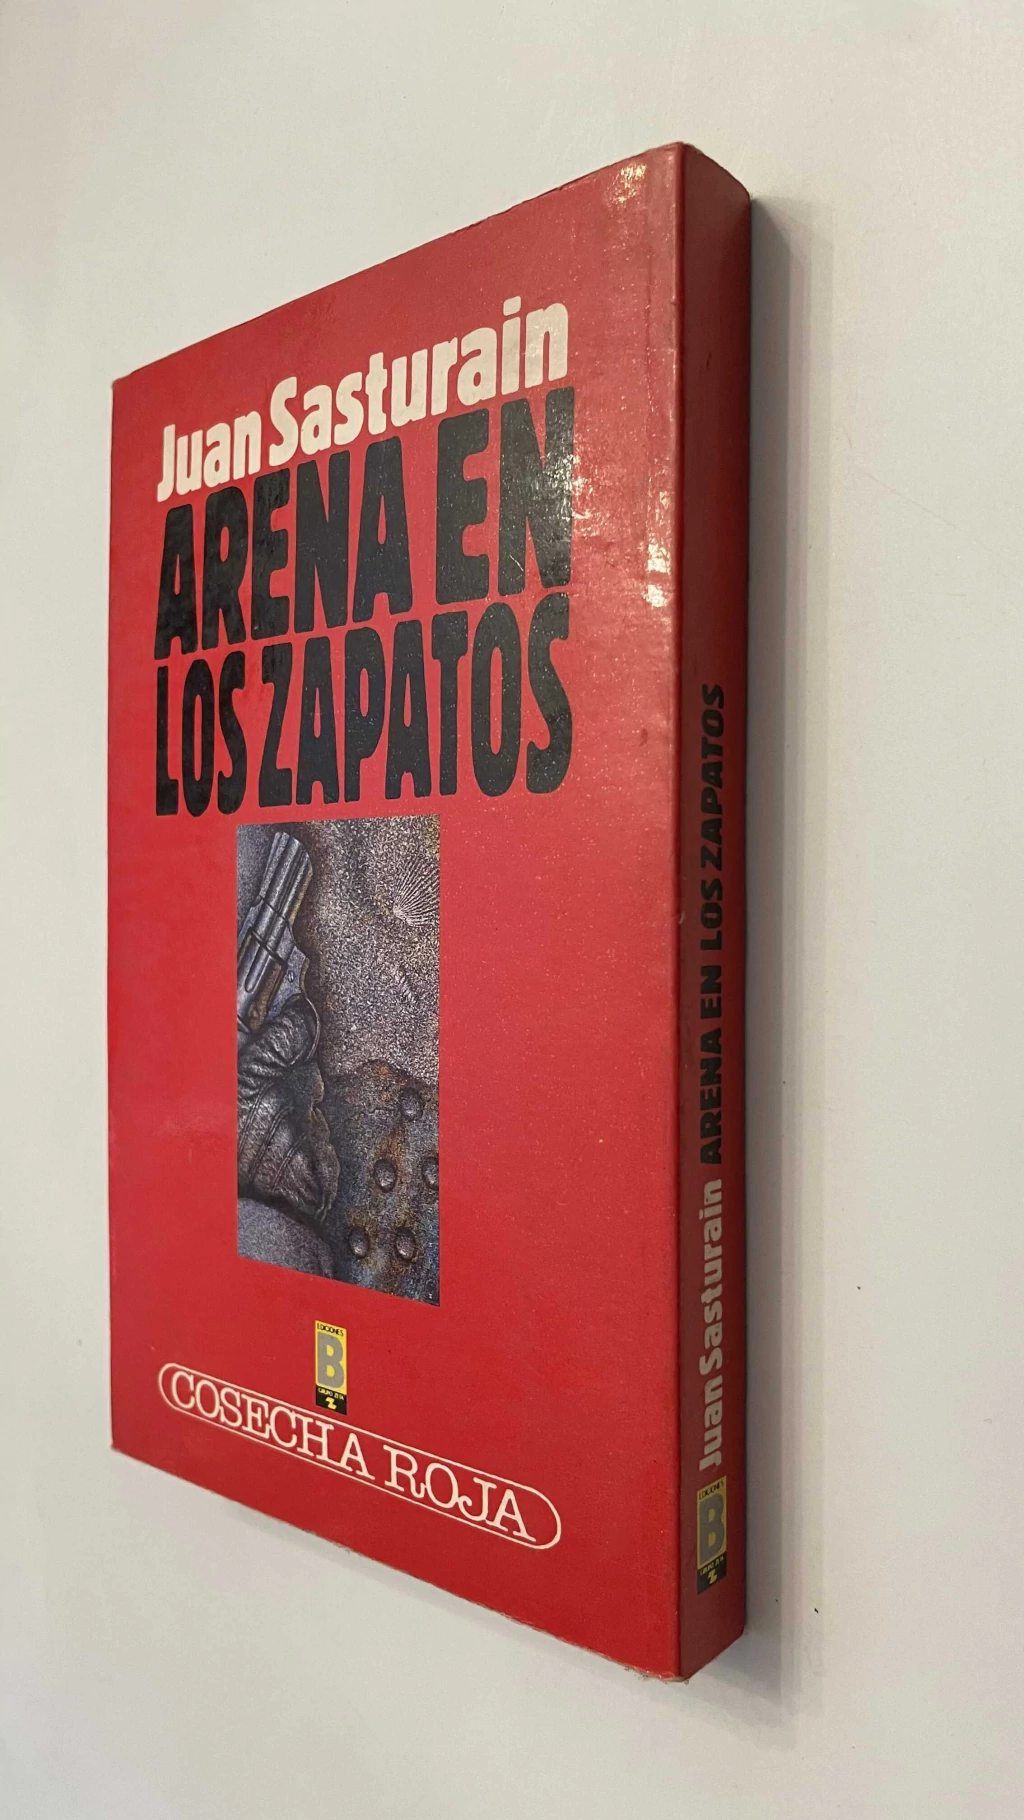 Juan Sasturain
ARENA EN
LOS ZAPATOS
EDICIONES
B
GRUPO ZETA
COSECHA ROJA
Juan Sasturain ARENA EN LOS ZAPATOS
EDICIONES
B
GRUPO ZETA